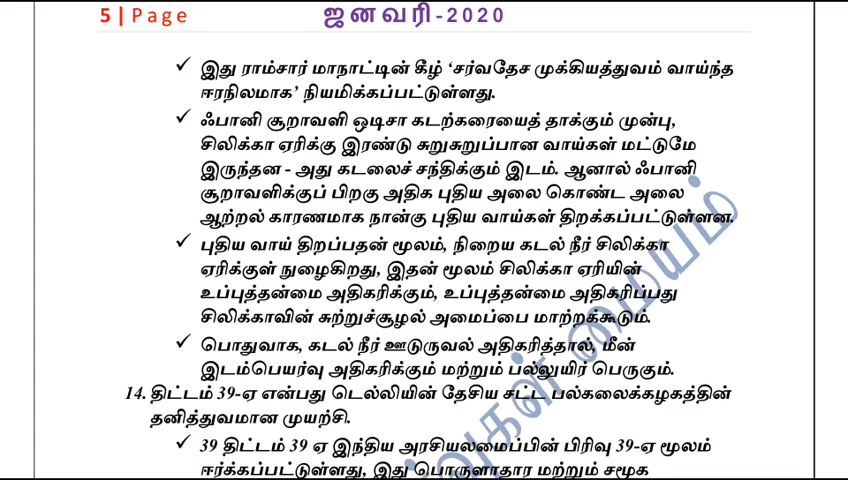 5 | Page ஜனவரி-2020
✓ இது ராம்சார் மாநாட்டின் கீழ் ‘சர்வதேச முக்கியத்துவம் வாய்ந்த
ஈரநிலமாக’ நியமிக்கப்பட்டுள்ளது.
✓ ஃபானி சூறாவளி ஒடிசா கடற்கரையைத் தாக்கும் முன்பு,
சிலிக்கா ஏரிக்கு இரண்டு சுறுசுறுப்பான வாய்கள் மட்டுமே
இருந்தன - அது கடலைச் சந்திக்கும் இடம். ஆனால் ஃபானி
சூறாவளிக்குப் பிறகு அதிக புதிய அலை கொண்ட அலை
ஆற்றல் காரணமாக நான்கு புதிய வாய்கள் திறக்கப்பட்டுள்ளன.
✓ புதிய வாய் திறப்பதன் மூலம், நிறைய கடல் நீர் சிலிக்கா
ஏரிக்குள் நுழைகிறது, இதன் மூலம் சிலிக்கா ஏரியின்
உப்புத்தன்மை அதிகரிக்கும், உப்புத்தன்மை அதிகரிப்பது
சிலிக்காவின் சுற்றுச்சூழல் அமைப்பை மாற்றக்கூடும்.
✓ பொதுவாக, கடல் நீர் ஊடுருவல் அதிகரித்தால், மீன்
இடம்பெயர்வு அதிகரிக்கும் மற்றும் பல்லுயிர் பெருகும்.
14. திட்டம் 39-ஏ என்பது டெல்லியின் தேசிய சட்ட பல்கலைக்கழகத்தின்
தனித்துவமான முயற்சி.
✓ 39 திட்டம் 39 ஏ இந்திய அரசியலமைப்பின் பிரிவு 39-ஏ மூலம்
ஈர்க்கப்பட்டுள்ளது, இது பொருளாதார மற்றும் சமூக
மையம்